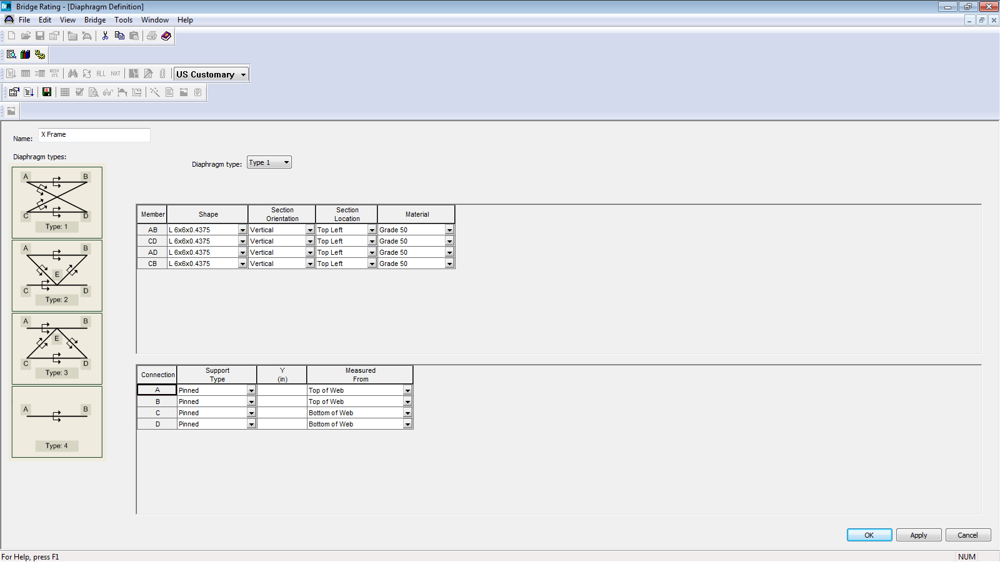 BrR Bridge Rating - [Diaphragm Definition]
File Edit View Bridge Tools Window Help
RESU
LTS
ALL NXT
US Customary
Name: X Frame
Diaphragm types:
Diaphragm type: Type 1
A B
C D
Type: 1
A B
E
C D
Type: 2
A B
E
C D
Type: 3
A B
Type: 4
Member Shape Section Orientation Section Location Material
AB L 6x6x0.4375 Vertical Top Left Grade 50
CD L 6x6x0.4375 Vertical Top Left Grade 50
AD L 6x6x0.4375 Vertical Top Left Grade 50
CB L 6x6x0.4375 Vertical Top Left Grade 50
Connection Support Type Y (in) Measured From
A Pinned Top of Web
B Pinned Top of Web
C Pinned Bottom of Web
D Pinned Bottom of Web
OK Apply Cancel
For Help, press F1 NUM